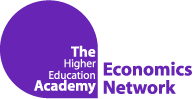 The
Higher
Education
Academy
Economics
Network